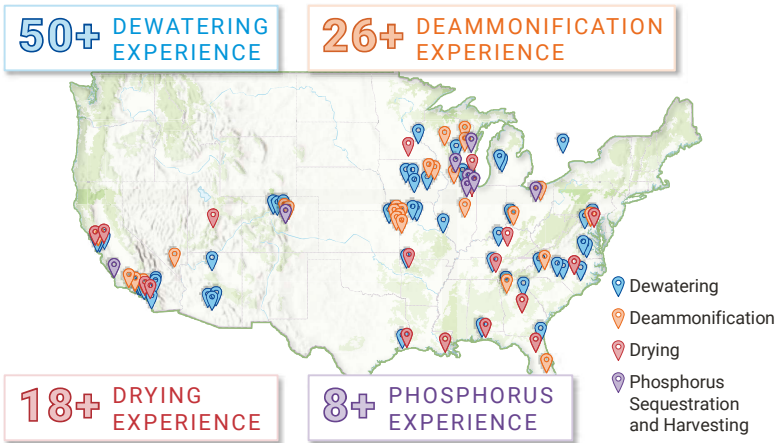 50+ DEWATERING
EXPERIENCE
26+ DEAMMONIFICATION
EXPERIENCE
Dewatering
Deammonification
Drying
Phosphorus
Sequestration
and Harvesting
18+ DRYING
EXPERIENCE
8+ PHOSPHORUS
EXPERIENCE